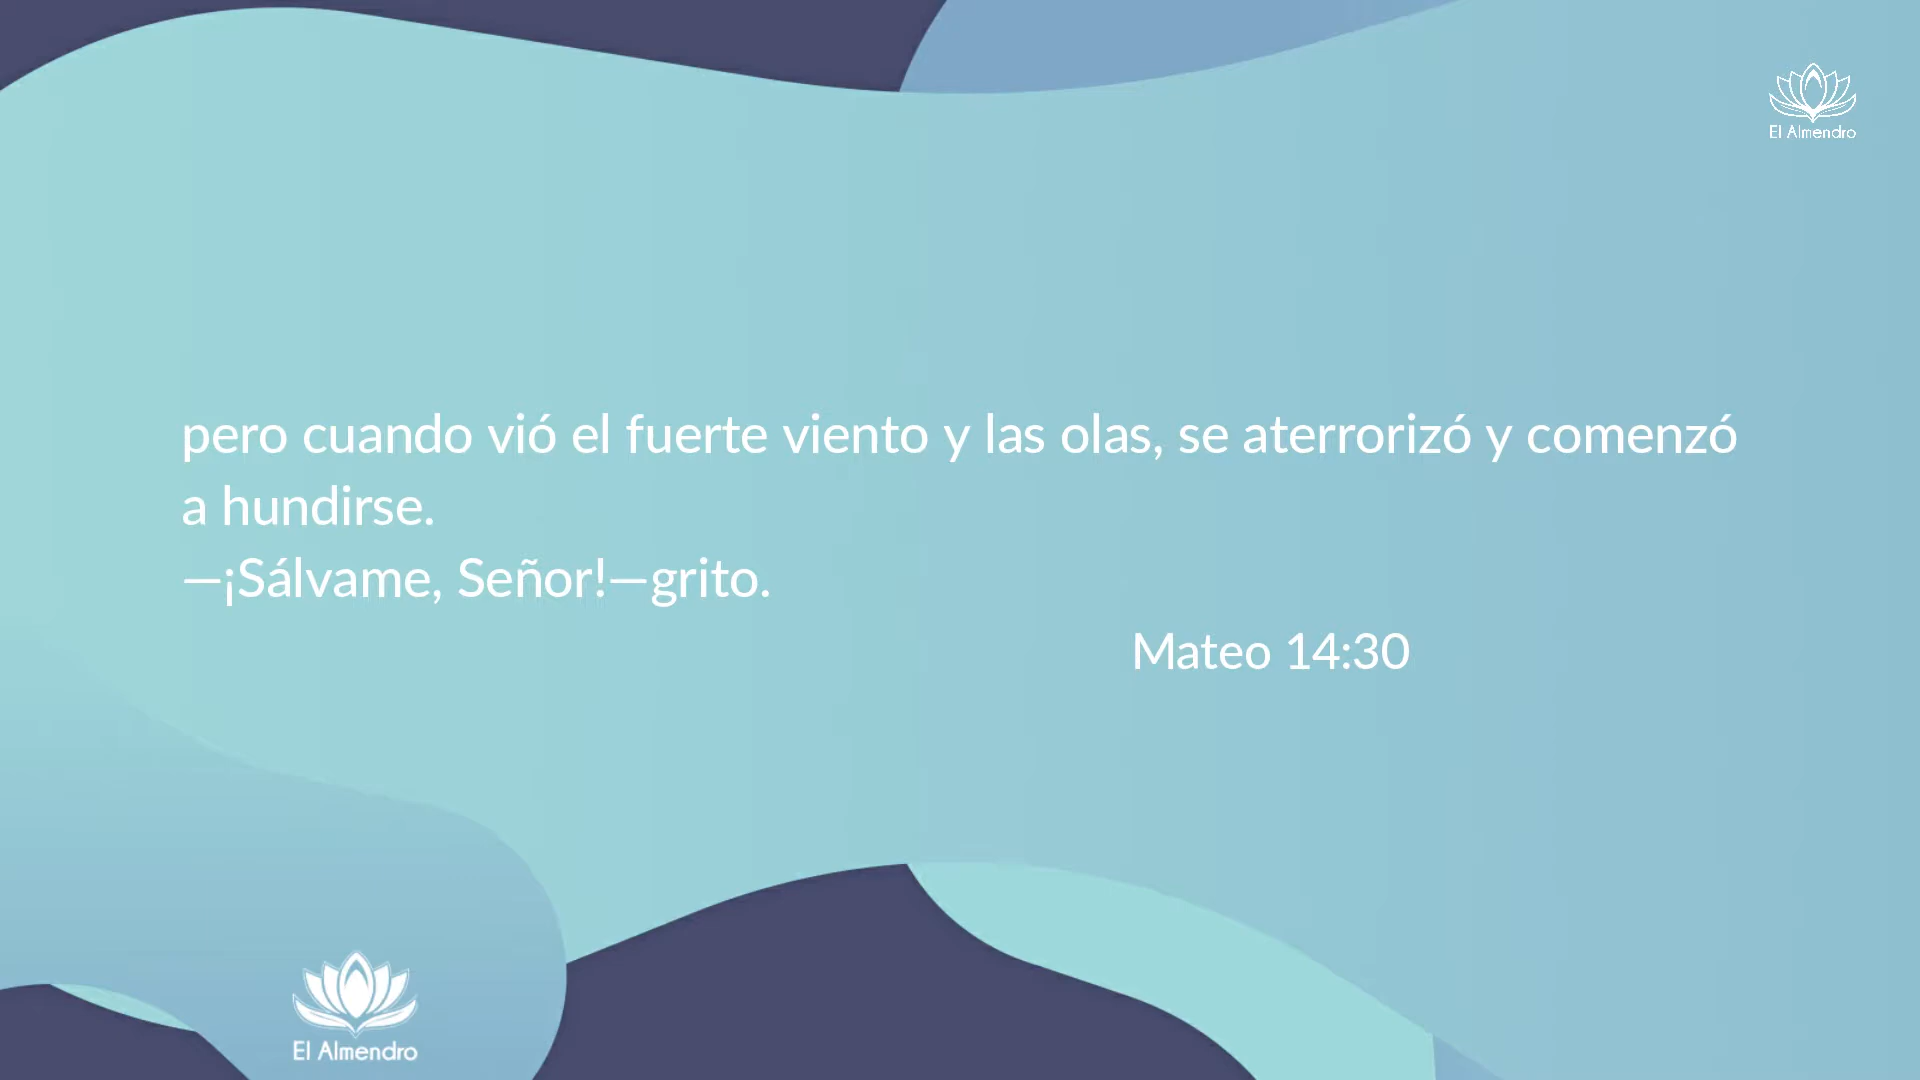 El Almendro
pero cuando vió el fuerte viento y las olas, se aterrorizó y comenzó
a hundirse.
—¡Sálvame, Señor!—grito.
Mateo 14:30
El Almendro